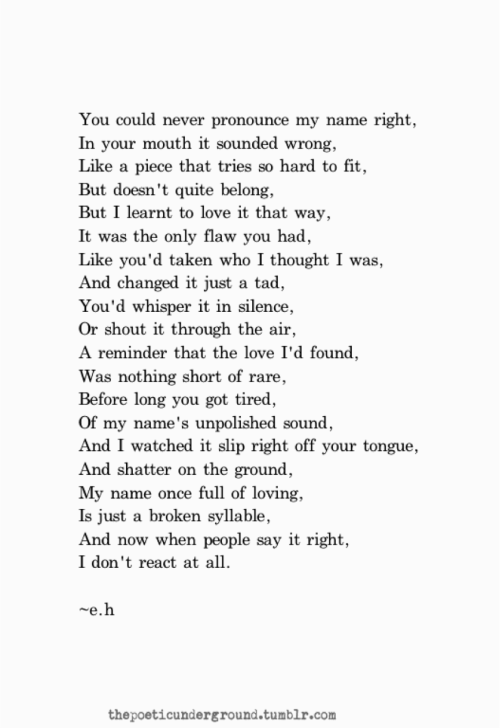 You could never pronounce my name right,
In your mouth it sounded wrong,
Like a piece that tries so hard to fit,
But doesn't quite belong,
But I learnt to love it that way,
It was the only flaw you had,
Like you'd taken who I thought I was,
And changed it just a tad,
You'd whisper it in silence,
Or shout it through the air,
A reminder that the love I'd found,
Was nothing short of rare,
Before long you got tired,
Of my name's unpolished sound,
And I watched it slip right off your tongue,
And shatter on the ground,
My name once full of loving,
Is just a broken syllable,
And now when people say it right,
I don't react at all.
~e.h
thepoeticunderground.tumblr.com